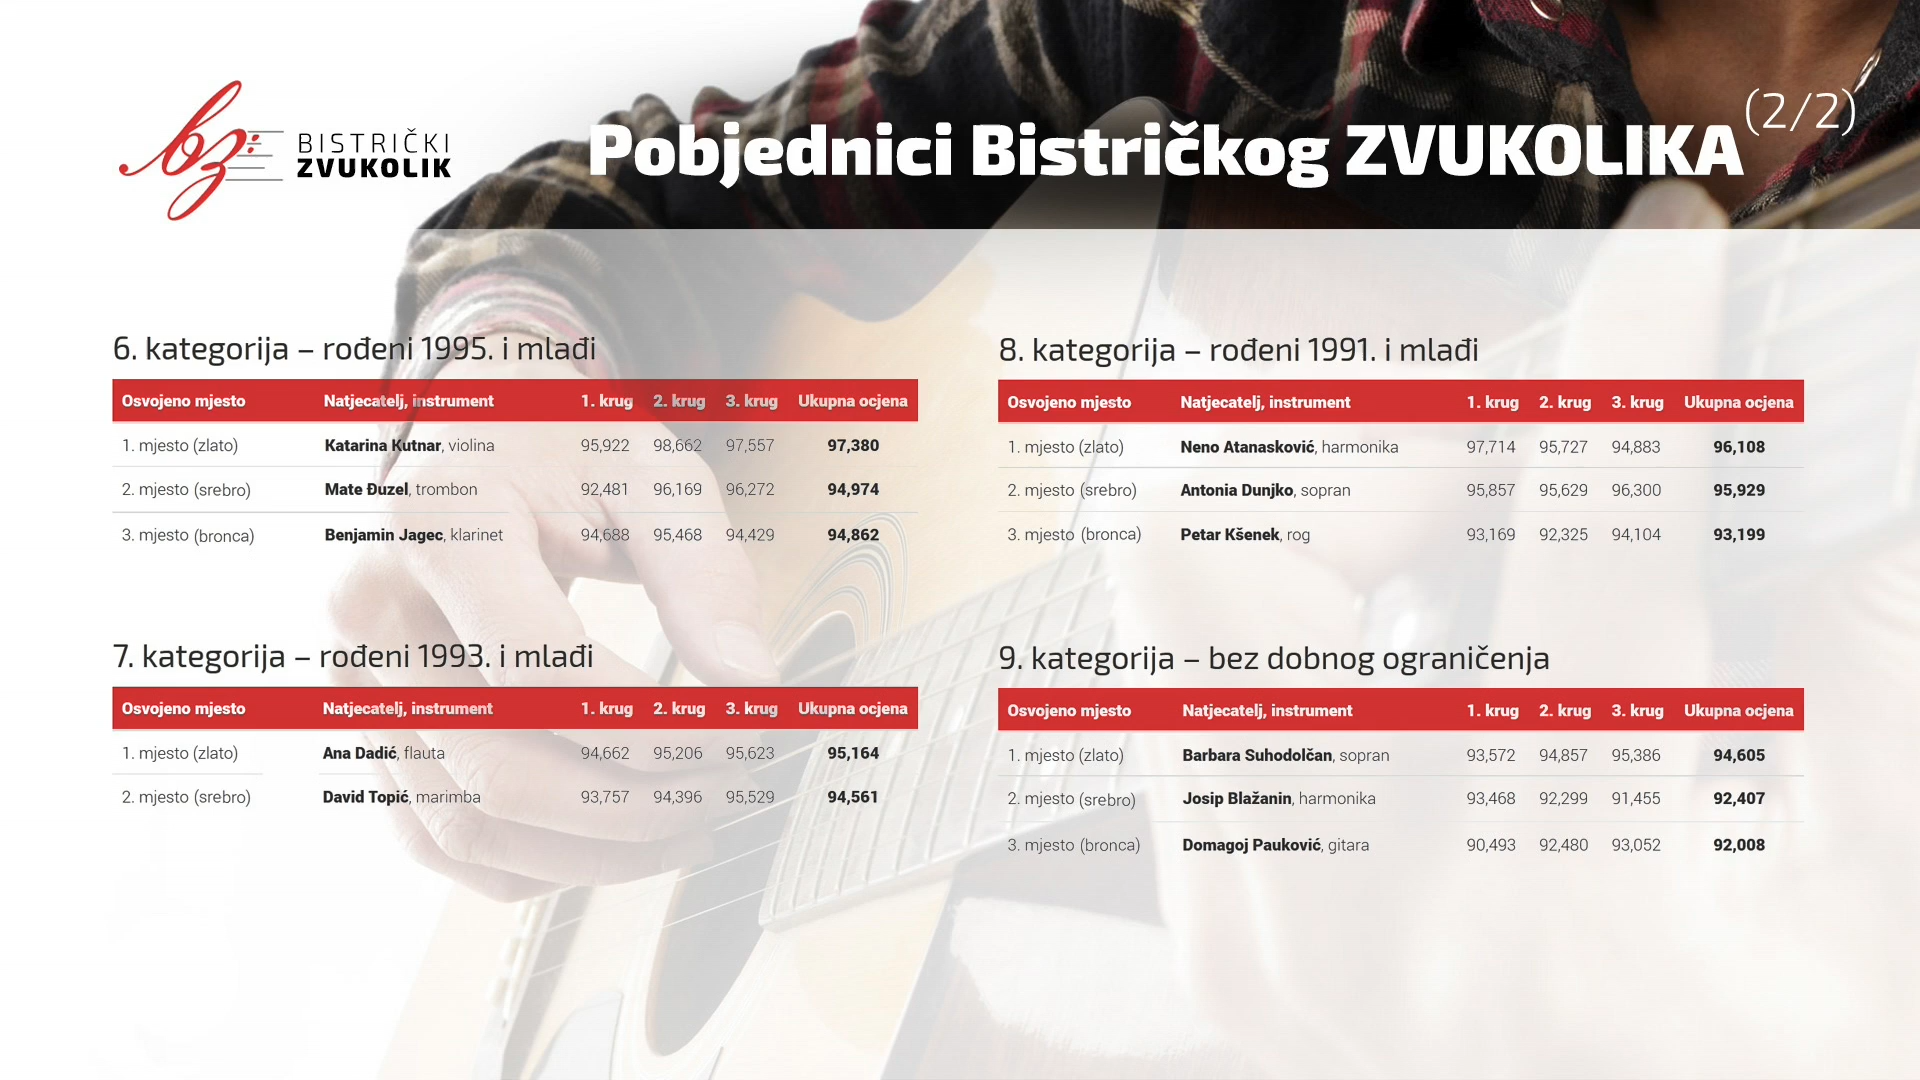 BISTRIČKI
ZVUKOLIK
Pobjednici Bistričkog ZVUKOLIKA (2/2)
6. kategorija – rođeni 1995. i mlađi
Osvojeno mjesto Natjecatelj, instrument 1. krug 2. krug 3. krug Ukupna ocjena
1. mjesto (zlato) Katarina Kutnar, violina 95,922 98,662 97,557 97,380
2. mjesto (srebro) Mate Đuzel, trombon 92,481 96,169 96,272 94,974
3. mjesto (bronca) Benjamin Jagec, klarinet 94,688 95,468 94,429 94,862
7. kategorija – rođeni 1993. i mlađi
Osvojeno mjesto Natjecatelj, instrument 1. krug 2. krug 3. krug Ukupna ocjena
1. mjesto (zlato) Ana Dadić, flauta 94,662 95,206 95,623 95,164
2. mjesto (srebro) David Topić, marimba 93,757 94,396 95,529 94,561
8. kategorija – rođeni 1991. i mlađi
Osvojeno mjesto Natjecatelj, instrument 1. krug 2. krug 3. krug Ukupna ocjena
1. mjesto (zlato) Neno Atanasković, harmonika 97,714 95,727 94,883 96,108
2. mjesto (srebro) Antonia Dunjko, sopran 95,857 95,629 96,300 95,929
3. mjesto (bronca) Petar Kšenek, rog 93,169 92,325 94,104 93,199
9. kategorija – bez dobnog ograničenja
Osvojeno mjesto Natjecatelj, instrument 1. krug 2. krug 3. krug Ukupna ocjena
1. mjesto (zlato) Barbara Suhodolčan, sopran 93,572 94,857 95,386 94,605
2. mjesto (srebro) Josip Blažanin, harmonika 93,468 92,299 91,455 92,407
3. mjesto (bronca) Domagoj Pauković, gitara 90,493 92,480 93,052 92,008